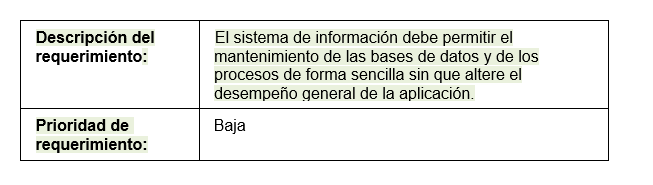 Descripción del
requerimiento:
El sistema de información debe permitir el
mantenimiento de las bases de datos y de los
procesos de forma sencilla sin que altere el
desempeño general de la aplicación.
Prioridad de
requerimiento:
Baja